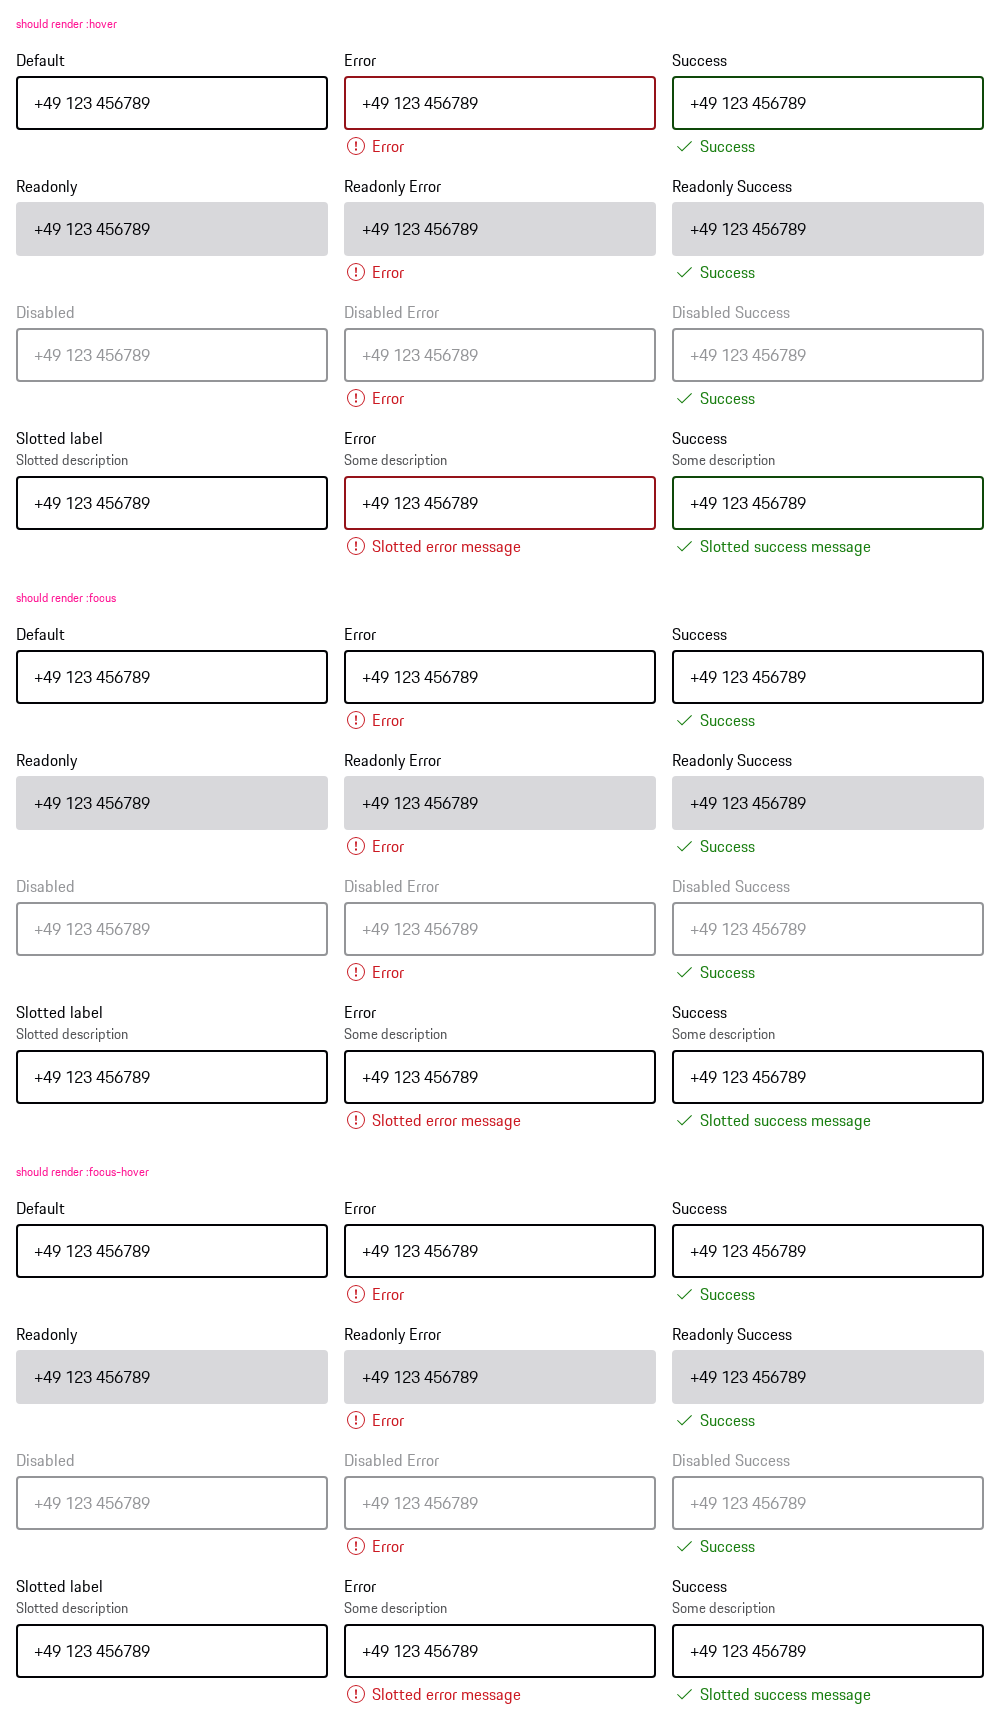 should render :hover
Default Error Success
+49 123 456789 +49 123 456789 +49 123 456789
Error Success
Readonly Readonly Error Readonly Success
+49 123 456789 +49 123 456789 +49 123 456789
Error Success
Disabled Disabled Error Disabled Success
+49 123 456789 +49 123 456789 +49 123 456789
Error Success
Slotted label Error Success
Slotted description Some description Some description
+49 123 456789 +49 123 456789 +49 123 456789
Slotted error message Slotted success message
should render :focus
Default Error Success
+49 123 456789 +49 123 456789 +49 123 456789
Error Success
Readonly Readonly Error Readonly Success
+49 123 456789 +49 123 456789 +49 123 456789
Error Success
Disabled Disabled Error Disabled Success
+49 123 456789 +49 123 456789 +49 123 456789
Error Success
Slotted label Error Success
Slotted description Some description Some description
+49 123 456789 +49 123 456789 +49 123 456789
Slotted error message Slotted success message
should render :focus-hover
Default Error Success
+49 123 456789 +49 123 456789 +49 123 456789
Error Success
Readonly Readonly Error Readonly Success
+49 123 456789 +49 123 456789 +49 123 456789
Error Success
Disabled Disabled Error Disabled Success
+49 123 456789 +49 123 456789 +49 123 456789
Error Success
Slotted label Error Success
Slotted description Some description Some description
+49 123 456789 +49 123 456789 +49 123 456789
Slotted error message Slotted success message